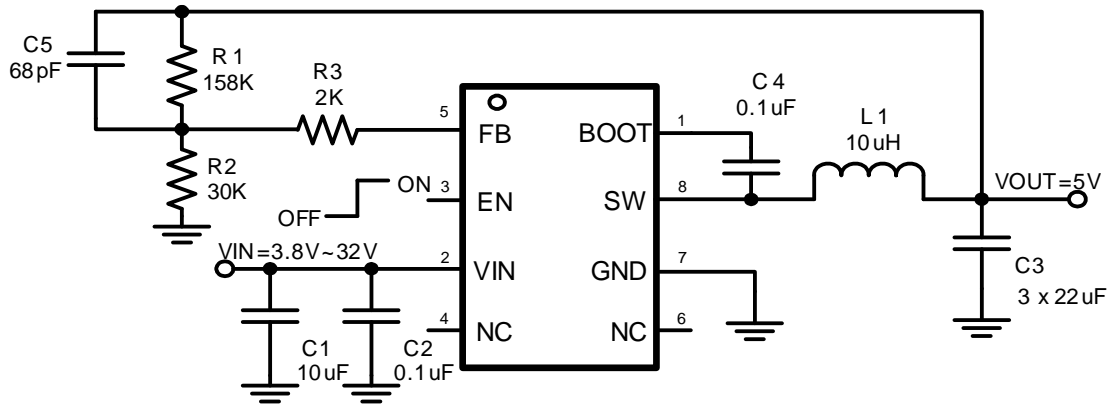 C5
68pF
R1
158K
R3
2K
R2
30K
5
FB
BOOT
1
C4
0.1uF
L1
10uH
ON
OFF
3
EN
SW
8
VOUT=5V
VIN=3.8V~32V
2
VIN
GND
7
C3
3 x 22uF
4
NC
NC
6
C1
10uF
C2
0.1uF